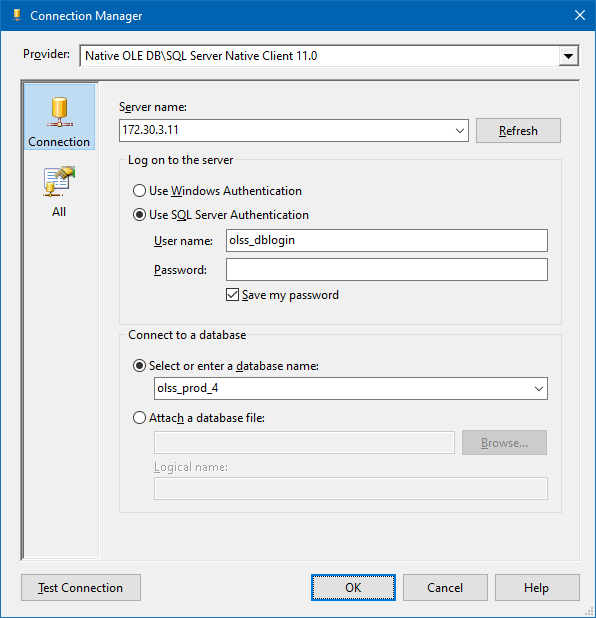 Connection Manager
Provider: Native OLE DB\SQL Server Native Client 11.0
Connection
All
Server name:
172.30.3.11
Refresh
Log on to the server
Use Windows Authentication
Use SQL Server Authentication
User name: olss_dblogin
Password:
Save my password
Connect to a database
Select or enter a database name:
olss_prod_4
Attach a database file:
Browse...
Logical name:
Test Connection OK Cancel Help